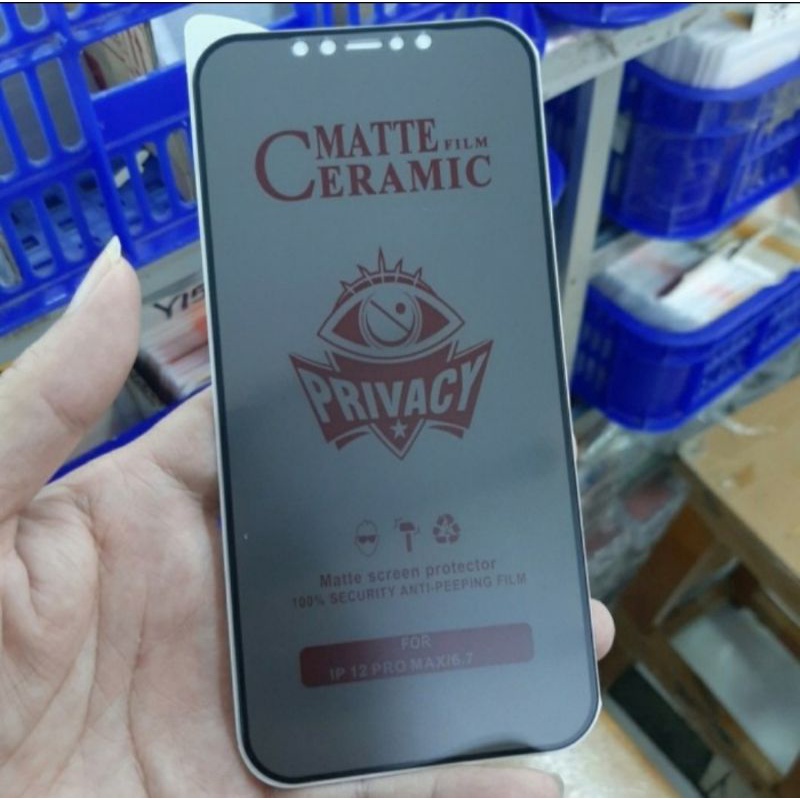 MATTE FILM
CERAMIC
PRIVACY
Matte screen protector
100% SECURITY ANTI-PEEPING FILM
FOR
IP 12 PRO MAX/6.7